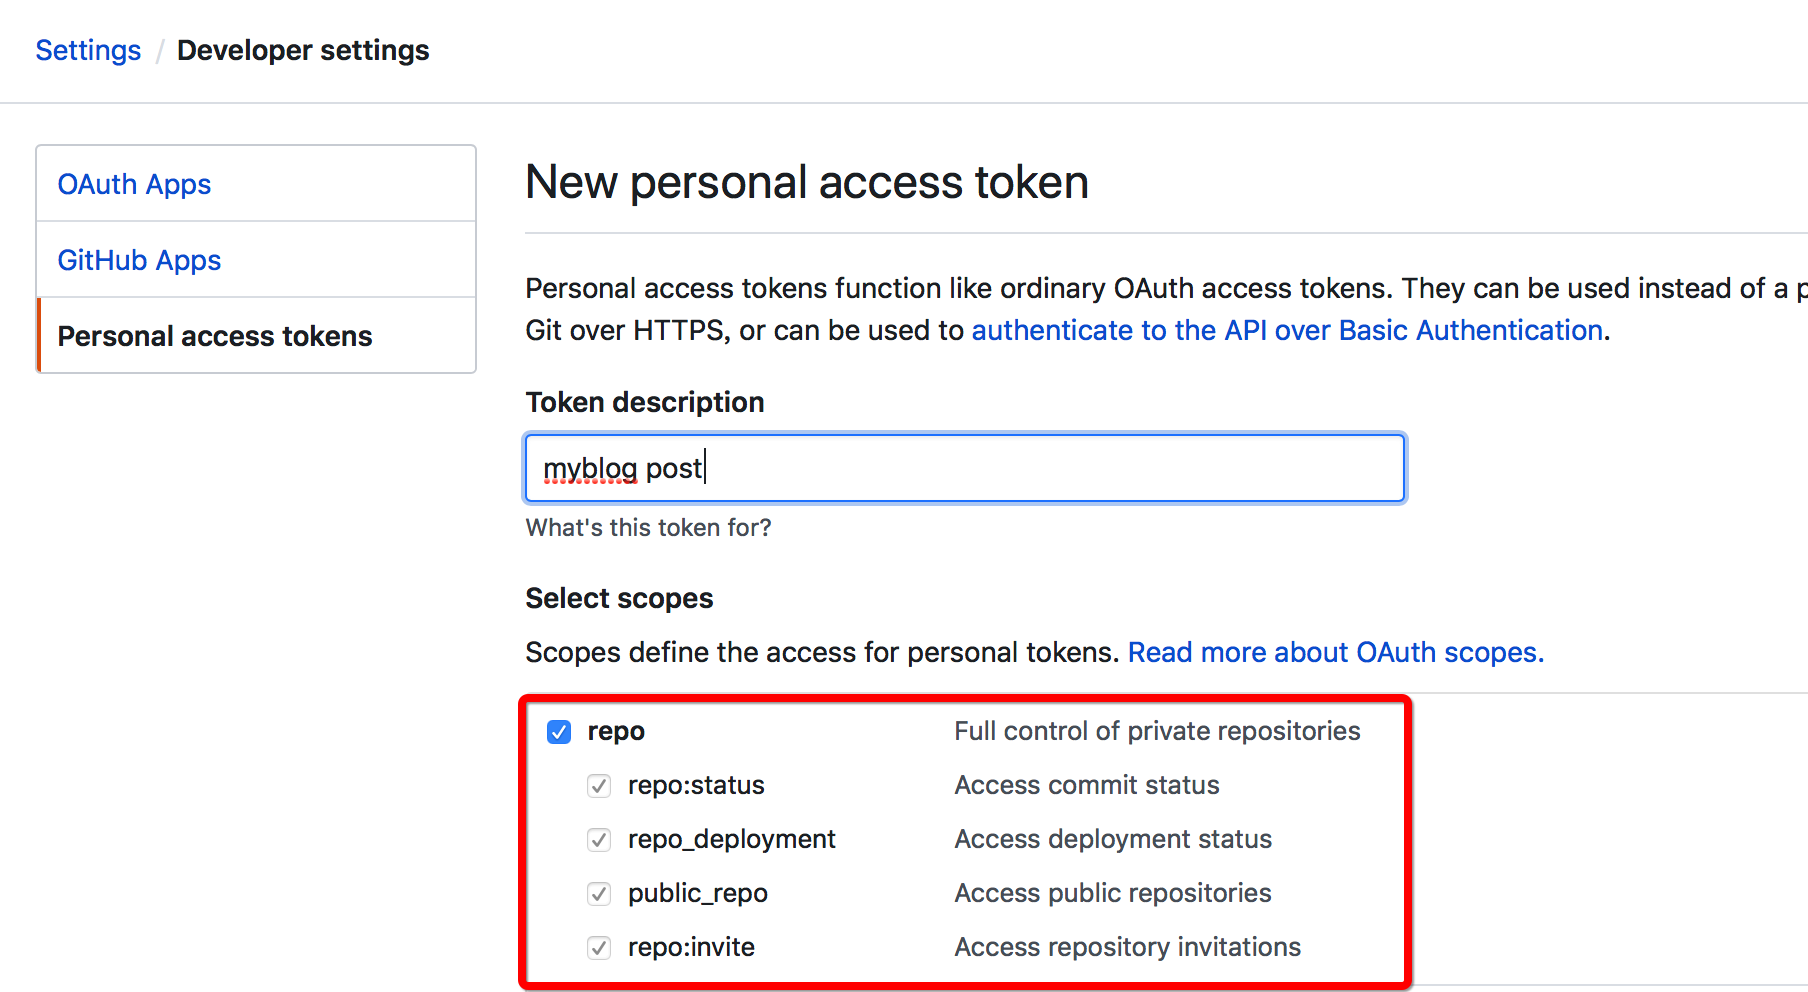 Settings / Developer settings
OAuth Apps
GitHub Apps
Personal access tokens
New personal access token
Personal access tokens function like ordinary OAuth access tokens. They can be used instead of a
Git over HTTPS, or can be used to authenticate to the API over Basic Authentication.
Token description
myblog post
What's this token for?
Select scopes
Scopes define the access for personal tokens. Read more about OAuth scopes.
repo Full control of private repositories
repo:status Access commit status
repo_deployment Access deployment status
public_repo Access public repositories
repo:invite Access repository invitations